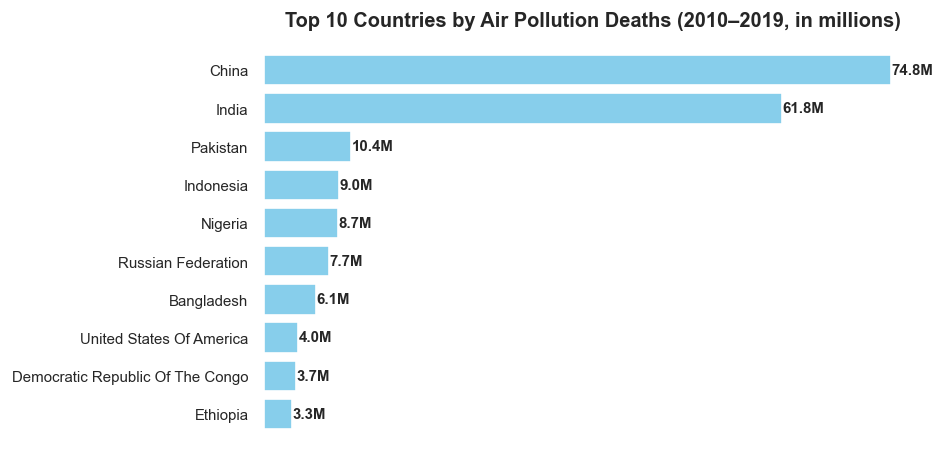 Top 10 Countries by Air Pollution Deaths (2010–2019, in millions)
China 74.8M
India 61.8M
Pakistan 10.4M
Indonesia 9.0M
Nigeria 8.7M
Russian Federation 7.7M
Bangladesh 6.1M
United States Of America 4.0M
Democratic Republic Of The Congo 3.7M
Ethiopia 3.3M